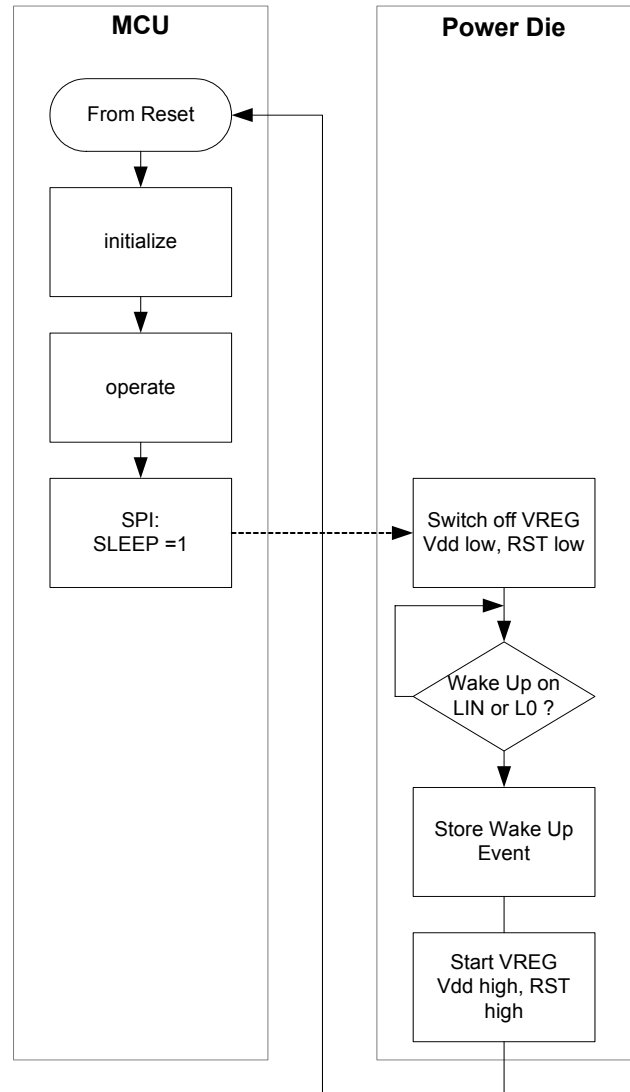 MCU
From Reset
initialize
operate
SPI:
SLEEP =1
Power Die
Switch off VREG
Vdd low, RST low
Wake Up on
LIN or L0 ?
Store Wake Up
Event
Start VREG
Vdd high, RST
high